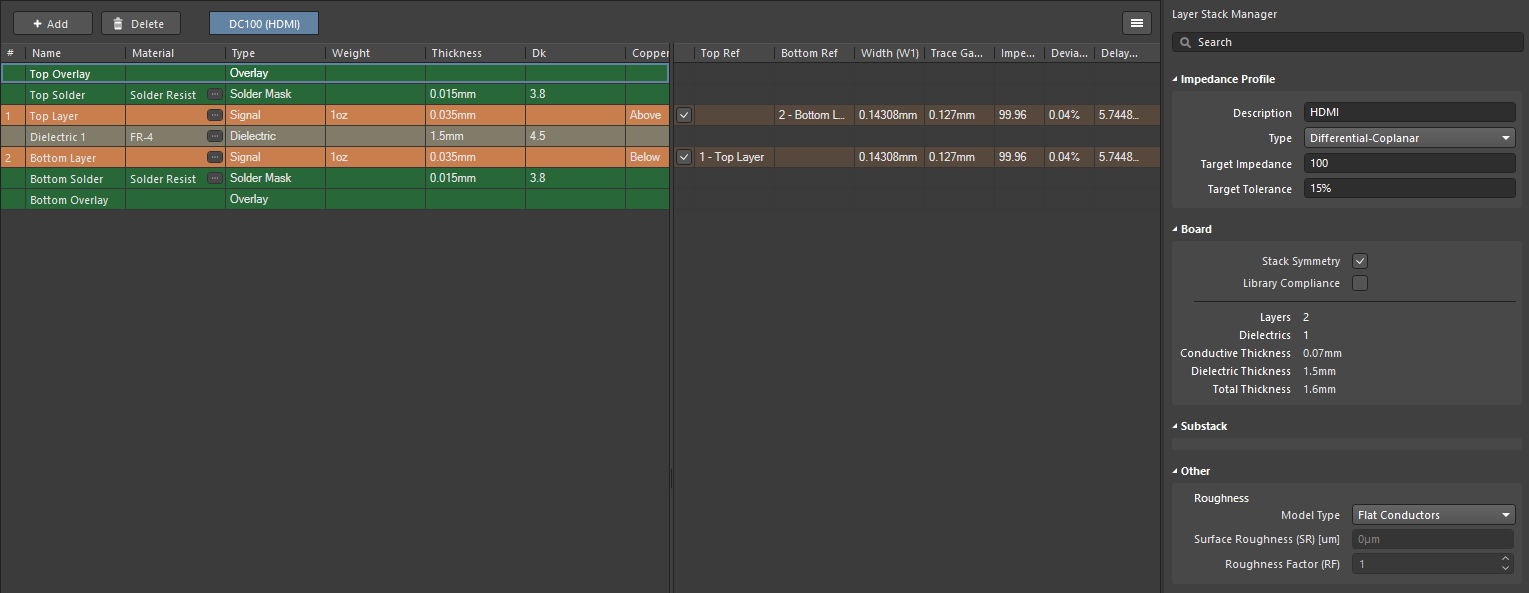 + Add Delete DC100 (HDMI)
# Name Material Type Weight Thickness Dk Copper Top Ref Bottom Ref Width (W1) Trace Ga... Impe... Devia... Delay...
Top Overlay Overlay
Top Solder Solder Resist ... Solder Mask 0.015mm 3.8
1 Top Layer ... Signal 1oz 0.035mm Above 2 - Bottom L... 0.14308mm 0.127mm 99.96 0.04% 5.7448...
Dielectric 1 FR-4 ... Dielectric 1.5mm 4.5
2 Bottom Layer ... Signal 1oz 0.035mm Below 1 - Top Layer 0.14308mm 0.127mm 99.96 0.04% 5.7448...
Bottom Solder Solder Resist ... Solder Mask 0.015mm 3.8
Bottom Overlay Overlay
Layer Stack Manager
Search
Impedance Profile
Description HDMI
Type Differential-Coplanar
Target Impedance 100
Target Tolerance 15%
Board
Stack Symmetry
Library Compliance
Layers 2
Dielectrics 1
Conductive Thickness 0.07mm
Dielectric Thickness 1.5mm
Total Thickness 1.6mm
Substack
Other
Roughness
Model Type Flat Conductors
Surface Roughness (SR) [um] 0µm
Roughness Factor (RF) 1